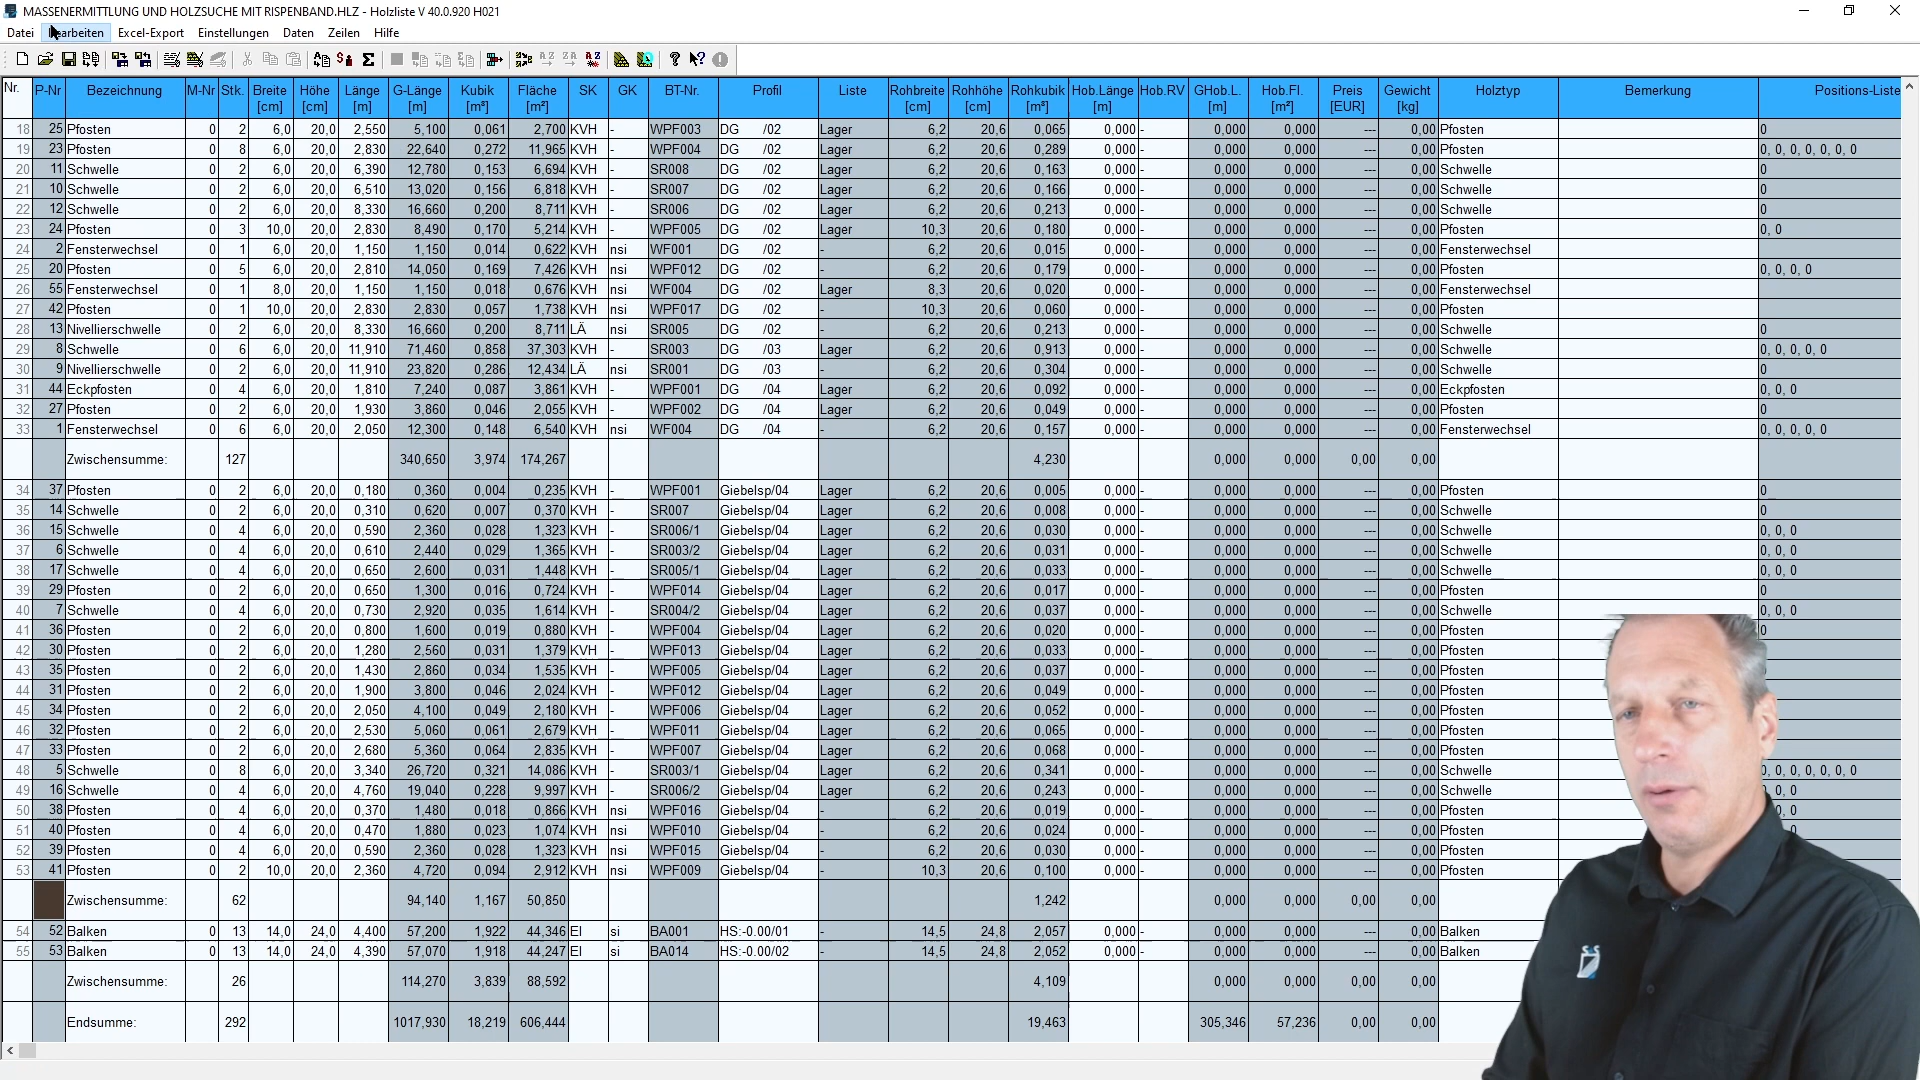 MASSENERMITTLUNG UND HOLZSUCHE MIT RISPENBAND.HLZ - Holzliste V 40.0.920 H021
Datei arbeiten Excel-Export Einstellungen Daten Zeilen Hilfe
Nr. P-Nr Bezeichnung M-Nr Stk. Breite [cm] Höhe [cm] Länge [m] G-Länge [m] Kubik [m³] Fläche [m²] SK GK BT-Nr. Profil Liste Rohbreite [cm] Rohhöhe [cm] Rohkubik [m³] Hob.Länge [m] Hob.RV GHob.L. [m] Hob.Fl. [m²] Preis [EUR] Gewicht [kg] Holztyp Bemerkung Positions-Liste
18 25 Pfosten 0 2 6,0 20,0 2,550 5,100 0,061 2,700 KVH - WPF003 DG /02 Lager 6,2 20,6 0,065 0,000 - 0,000 0,000 --- 0,00 Pfosten 0
19 23 Pfosten 0 8 6,0 20,0 2,830 22,640 0,272 11,965 KVH - WPF004 DG /02 Lager 6,2 20,6 0,289 0,000 - 0,000 0,000 --- 0,00 Pfosten 0, 0, 0, 0, 0, 0, 0
20 11 Schwelle 0 2 6,0 20,0 6,390 12,780 0,153 6,694 KVH - SR008 DG /02 Lager 6,2 20,6 0,163 0,000 - 0,000 0,000 --- 0,00 Schwelle 0
21 10 Schwelle 0 2 6,0 20,0 6,510 13,020 0,156 6,818 KVH - SR007 DG /02 Lager 6,2 20,6 0,166 0,000 - 0,000 0,000 --- 0,00 Schwelle 0
22 12 Schwelle 0 2 6,0 20,0 8,330 16,660 0,200 8,711 KVH - SR006 DG /02 Lager 6,2 20,6 0,213 0,000 - 0,000 0,000 --- 0,00 Schwelle 0
23 24 Pfosten 0 3 10,0 20,0 2,830 8,490 0,170 5,214 KVH - WPF005 DG /02 Lager 10,3 20,6 0,180 0,000 - 0,000 0,000 --- 0,00 Pfosten 0, 0
24 2 Fensterwechsel 0 1 6,0 20,0 1,150 1,150 0,014 0,622 KVH nsi WF001 DG /02 - 6,2 20,6 0,015 0,000 - 0,000 0,000 --- 0,00 Fensterwechsel
25 20 Pfosten 0 5 6,0 20,0 2,810 14,050 0,169 7,426 KVH nsi WPF012 DG /02 - 6,2 20,6 0,179 0,000 - 0,000 0,000 --- 0,00 Pfosten 0, 0, 0, 0
26 55 Fensterwechsel 0 1 8,0 20,0 1,150 1,150 0,018 0,676 KVH nsi WF004 DG /02 Lager 8,3 20,6 0,020 0,000 - 0,000 0,000 --- 0,00 Fensterwechsel
27 42 Pfosten 0 1 10,0 20,0 2,830 2,830 0,057 1,738 KVH nsi WPF017 DG /02 - 10,3 20,6 0,060 0,000 - 0,000 0,000 --- 0,00 Pfosten
28 13 Nivellierschwelle 0 2 6,0 20,0 8,330 16,660 0,200 8,711 LÄ nsi SR005 DG /02 - 6,2 20,6 0,213 0,000 - 0,000 0,000 --- 0,00 Schwelle 0
29 8 Schwelle 0 6 6,0 20,0 11,910 71,460 0,858 37,303 KVH - SR003 DG /03 Lager 6,2 20,6 0,913 0,000 - 0,000 0,000 --- 0,00 Schwelle 0, 0, 0, 0, 0
30 9 Nivellierschwelle 0 2 6,0 20,0 11,910 23,820 0,286 12,434 LÄ nsi SR001 DG /03 - 6,2 20,6 0,304 0,000 - 0,000 0,000 --- 0,00 Schwelle 0
31 44 Eckpfosten 0 4 6,0 20,0 1,810 7,240 0,087 3,861 KVH - WPF001 DG /04 Lager 6,2 20,6 0,092 0,000 - 0,000 0,000 --- 0,00 Eckpfosten 0, 0, 0
32 27 Pfosten 0 2 6,0 20,0 1,930 3,860 0,046 2,055 KVH - WPF002 DG /04 Lager 6,2 20,6 0,049 0,000 - 0,000 0,000 --- 0,00 Pfosten 0
33 1 Fensterwechsel 0 6 6,0 20,0 2,050 12,300 0,148 6,540 KVH nsi WF004 DG /04 - 6,2 20,6 0,157 0,000 - 0,000 0,000 --- 0,00 Fensterwechsel 0, 0, 0, 0, 0
Zwischensumme: 127 340,650 3,974 174,267 4,230 0,000 0,000 0,00 0,00
34 37 Pfosten 0 2 6,0 20,0 0,180 0,360 0,004 0,235 KVH - WPF001 Giebelsp/04 Lager 6,2 20,6 0,005 0,000 - 0,000 0,000 --- 0,00 Pfosten 0
35 14 Schwelle 0 2 6,0 20,0 0,310 0,620 0,007 0,370 KVH - SR007 Giebelsp/04 Lager 6,2 20,6 0,008 0,000 - 0,000 0,000 --- 0,00 Schwelle 0
36 15 Schwelle 0 4 6,0 20,0 0,590 2,360 0,028 1,323 KVH - SR006/1 Giebelsp/04 Lager 6,2 20,6 0,030 0,000 - 0,000 0,000 --- 0,00 Schwelle 0, 0, 0
37 6 Schwelle 0 4 6,0 20,0 0,610 2,440 0,029 1,365 KVH - SR003/2 Giebelsp/04 Lager 6,2 20,6 0,031 0,000 - 0,000 0,000 --- 0,00 Schwelle 0, 0, 0
38 17 Schwelle 0 4 6,0 20,0 0,650 2,600 0,031 1,448 KVH - SR005/1 Giebelsp/04 Lager 6,2 20,6 0,033 0,000 - 0,000 0,000 --- 0,00 Schwelle 0, 0, 0
39 29 Pfosten 0 2 6,0 20,0 0,650 1,300 0,016 0,724 KVH - WPF014 Giebelsp/04 Lager 6,2 20,6 0,017 0,000 - 0,000 0,000 --- 0,00 Pfosten 0
40 7 Schwelle 0 4 6,0 20,0 0,730 2,920 0,035 1,614 KVH - SR004/2 Giebelsp/04 Lager 6,2 20,6 0,037 0,000 - 0,000 0,000 --- 0,00 Schwelle 0, 0, 0
41 36 Pfosten 0 2 6,0 20,0 0,800 1,600 0,019 0,880 KVH - WPF004 Giebelsp/04 Lager 6,2 20,6 0,020 0,000 - 0,000 0,000 --- 0,00 Pfosten 0
42 30 Pfosten 0 2 6,0 20,0 1,280 2,560 0,031 1,379 KVH - WPF013 Giebelsp/04 Lager 6,2 20,6 0,033 0,000 - 0,000 0,000 --- 0,00 Pfosten
43 35 Pfosten 0 2 6,0 20,0 1,430 2,860 0,034 1,535 KVH - WPF005 Giebelsp/04 Lager 6,2 20,6 0,037 0,000 - 0,000 0,000 --- 0,00 Pfosten
44 31 Pfosten 0 2 6,0 20,0 1,900 3,800 0,046 2,024 KVH - WPF012 Giebelsp/04 Lager 6,2 20,6 0,049 0,000 - 0,000 0,000 --- 0,00 Pfosten
45 34 Pfosten 0 2 6,0 20,0 2,050 4,100 0,049 2,180 KVH - WPF006 Giebelsp/04 Lager 6,2 20,6 0,052 0,000 - 0,000 0,000 --- 0,00 Pfosten
46 32 Pfosten 0 2 6,0 20,0 2,530 5,060 0,061 2,679 KVH - WPF011 Giebelsp/04 Lager 6,2 20,6 0,065 0,000 - 0,000 0,000 --- 0,00 Pfosten
47 33 Pfosten 0 2 6,0 20,0 2,680 5,360 0,064 2,835 KVH - WPF007 Giebelsp/04 Lager 6,2 20,6 0,068 0,000 - 0,000 0,000 --- 0,00 Pfosten
48 5 Schwelle 0 8 6,0 20,0 3,340 26,720 0,321 14,086 KVH - SR003/1 Giebelsp/04 Lager 6,2 20,6 0,341 0,000 - 0,000 0,000 --- 0,00 Schwelle 0, 0, 0, 0, 0, 0, 0
49 16 Schwelle 0 4 6,0 20,0 4,760 19,040 0,228 9,997 KVH - SR006/2 Giebelsp/04 Lager 6,2 20,6 0,243 0,000 - 0,000 0,000 --- 0,00 Schwelle 0, 0
50 38 Pfosten 0 4 6,0 20,0 0,370 1,480 0,018 0,866 KVH nsi WPF016 Giebelsp/04 - 6,2 20,6 0,019 0,000 - 0,000 0,000 --- 0,00 Pfosten 0, 0
51 40 Pfosten 0 4 6,0 20,0 0,470 1,880 0,023 1,074 KVH nsi WPF010 Giebelsp/04 - 6,2 20,6 0,024 0,000 - 0,000 0,000 --- 0,00 Pfosten 0
52 39 Pfosten 0 4 6,0 20,0 0,590 2,360 0,028 1,323 KVH nsi WPF015 Giebelsp/04 - 6,2 20,6 0,030 0,000 - 0,000 0,000 --- 0,00 Pfosten
53 41 Pfosten 0 2 10,0 20,0 2,360 4,720 0,094 2,912 KVH nsi WPF009 Giebelsp/04 - 10,3 20,6 0,100 0,000 - 0,000 0,000 --- 0,00 Pfosten
Zwischensumme: 62 94,140 1,167 50,850 1,242 0,000 0,000 0,00 0,00
54 52 Balken 0 13 14,0 24,0 4,400 57,200 1,922 44,346 EI si BA001 HS:-0.00/01 - 14,5 24,8 2,057 0,000 - 0,000 0,000 --- 0,00 Balken
55 53 Balken 0 13 14,0 24,0 4,390 57,070 1,918 44,247 EI si BA014 HS:-0.00/02 - 14,5 24,8 2,052 0,000 - 0,000 0,000 --- 0,00 Balken
Zwischensumme: 26 114,270 3,839 88,592 4,109 0,000 0,000 0,00 0,00
Endsumme: 292 1017,930 18,219 606,444 19,463 305,346 57,236 0,00 0,00